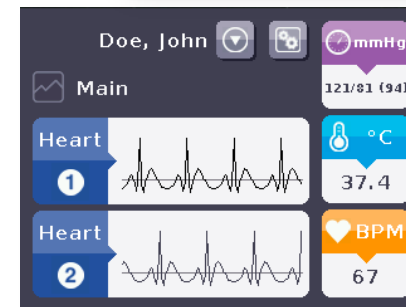 Doe, John
mmHg
121/81 (94)
Main
Heart
1
°C
37.4
Heart
2
BPM
67